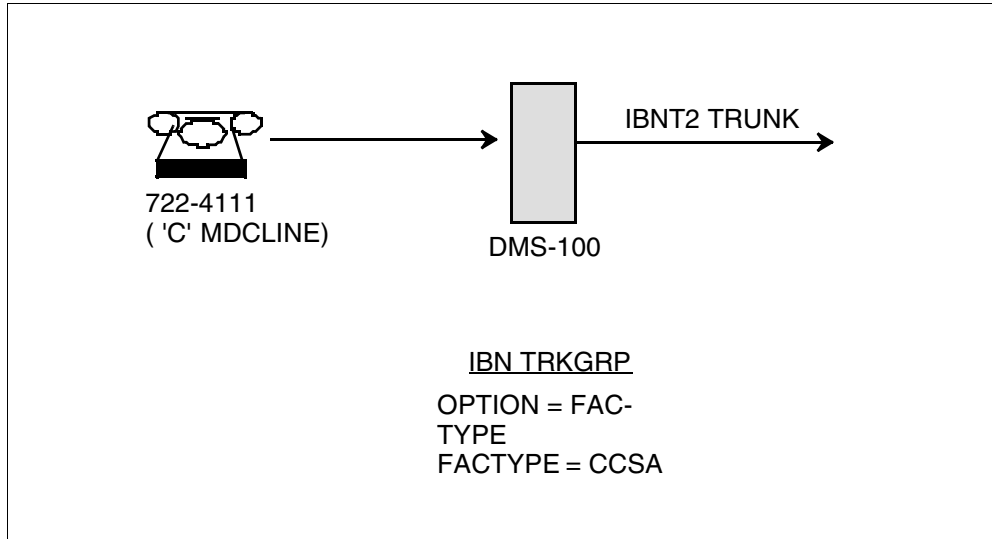 IBNT2 TRUNK
722-4111
( 'C' MDCLINE)
DMS-100
IBN TRKGRP
OPTION = FAC-
TYPE
FACTYPE = CCSA